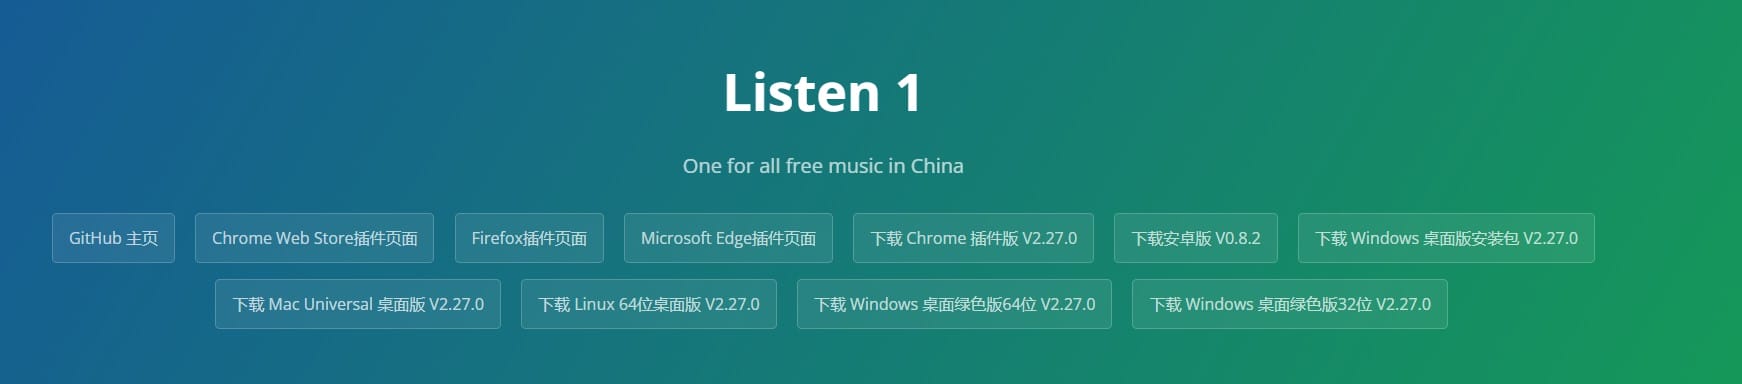 Listen 1
One for all free music in China
GitHub 主页
Chrome Web Store插件页面
Firefox插件页面
Microsoft Edge插件页面
下载 Chrome 插件版 V2.27.0
下载安卓版 V0.8.2
下载 Windows 桌面版安装包 V2.27.0
下载 Mac Universal 桌面版 V2.27.0
下载 Linux 64位桌面版 V2.27.0
下载 Windows 桌面绿色版64位 V2.27.0
下载 Windows 桌面绿色版32位 V2.27.0